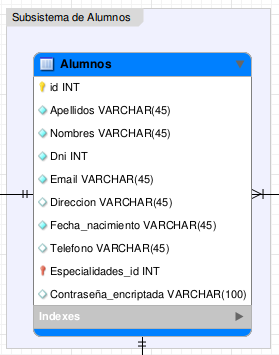 Subsistema de Alumnos
Alumnos
id INT
Apellidos VARCHAR(45)
Nombres VARCHAR(45)
Dni INT
Email VARCHAR(45)
Direccion VARCHAR(45)
Fecha_nacimiento VARCHAR(45)
Telefono VARCHAR(45)
Especialidades_id INT
Contraseña_encriptada VARCHAR(100)
Indexes